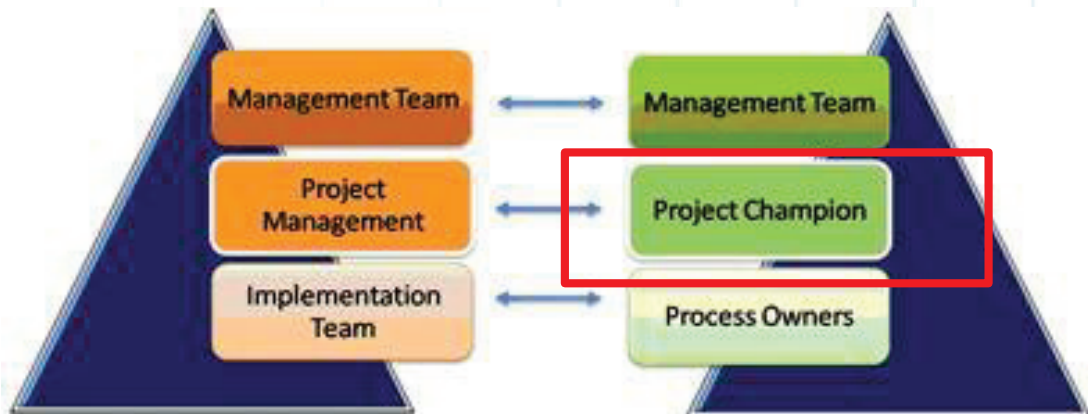 Management Team
Management Team
Project
Management
Project Champion
Implementation
Team
Process Owners